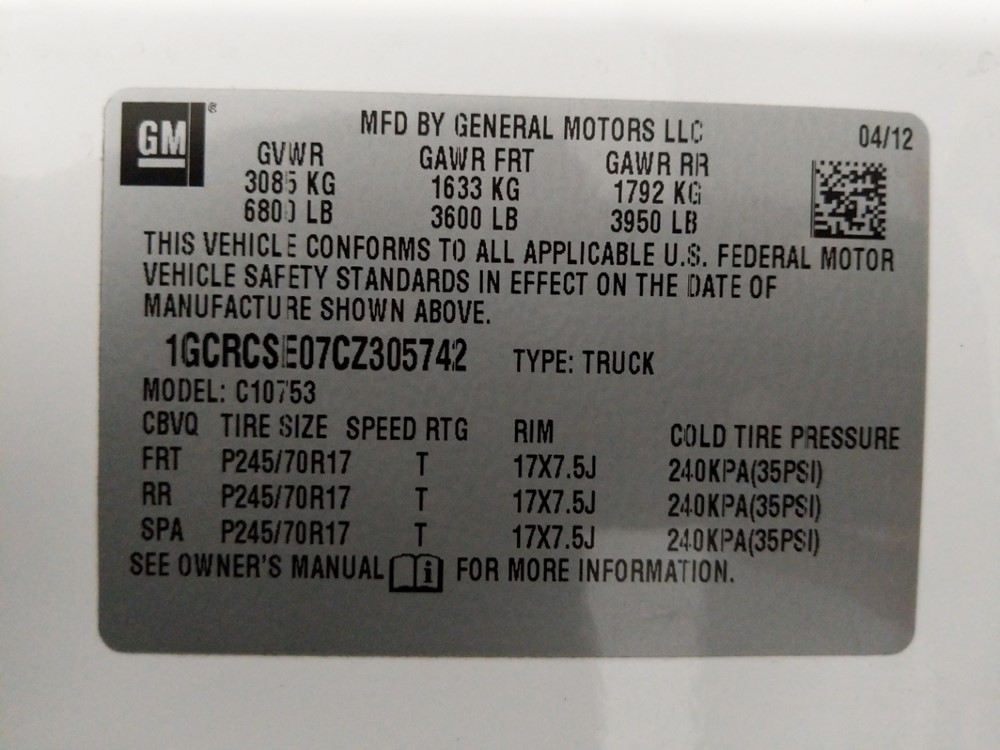 GM®
MFD BY GENERAL MOTORS LLC 04/12
GVWR GAWR FRT GAWR RR
3085 KG 1633 KG 1792 KG
6800 LB 3600 LB 3950 LB
THIS VEHICLE CONFORMS TO ALL APPLICABLE U.S. FEDERAL MOTOR
VEHICLE SAFETY STANDARDS IN EFFECT ON THE DATE OF
MANUFACTURE SHOWN ABOVE.
1GCRCSE07CZ305742 TYPE: TRUCK
MODEL: C10753
CBVQ TIRE SIZE SPEED RTG RIM COLD TIRE PRESSURE
FRT P245/70R17 T 17X7.5J 240KPA(35PSI)
RR P245/70R17 T 17X7.5J 240KPA(35PSI)
SPA P245/70R17 T 17X7.5J 240KPA(35PSI)
SEE OWNER'S MANUAL i FOR MORE INFORMATION.